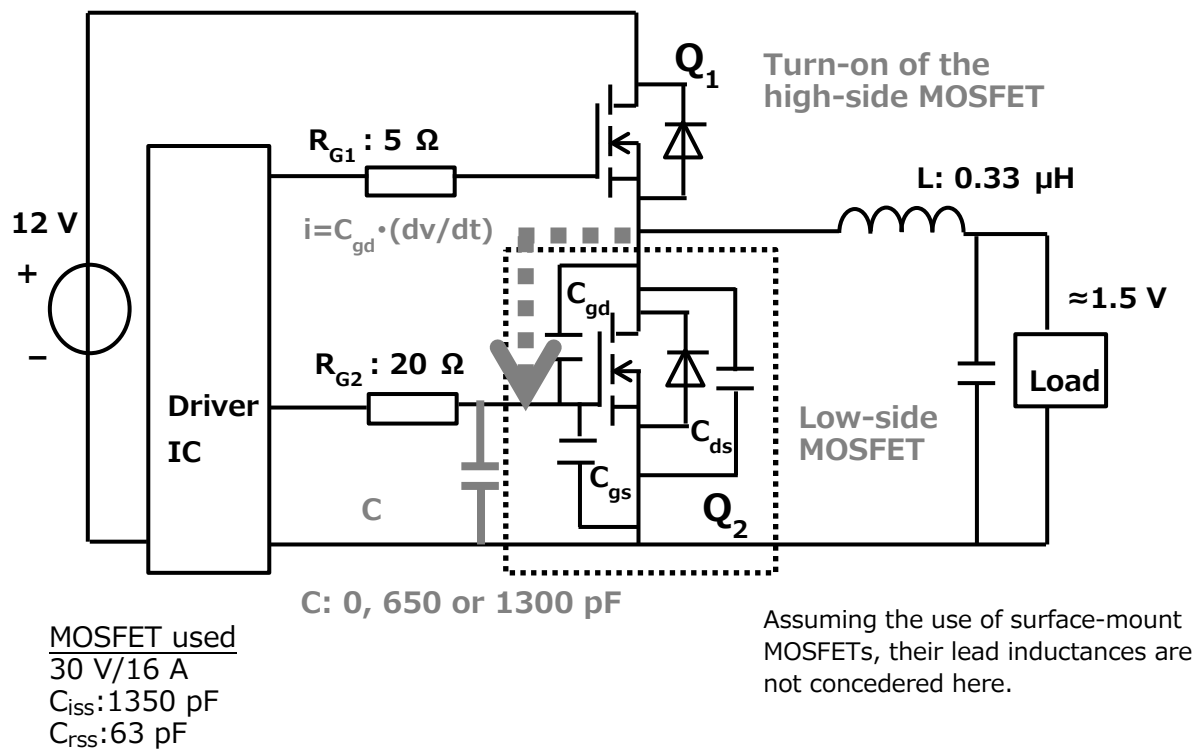 Q1
Turn-on of the
high-side MOSFET
RG1 : 5 Ω
L: 0.33 µH
12 V
i=Cgd·(dv/dt)
+
Cgd
≈1.5 V
–
RG2 : 20 Ω
Load
Driver
IC
Low-side
MOSFET
Cds
Cgs
C
Q2
C: 0, 650 or 1300 pF
MOSFET used
30 V/16 A
Ciss:1350 pF
Crss:63 pF
Assuming the use of surface-mount
MOSFETs, their lead inductances are
not concedered here.